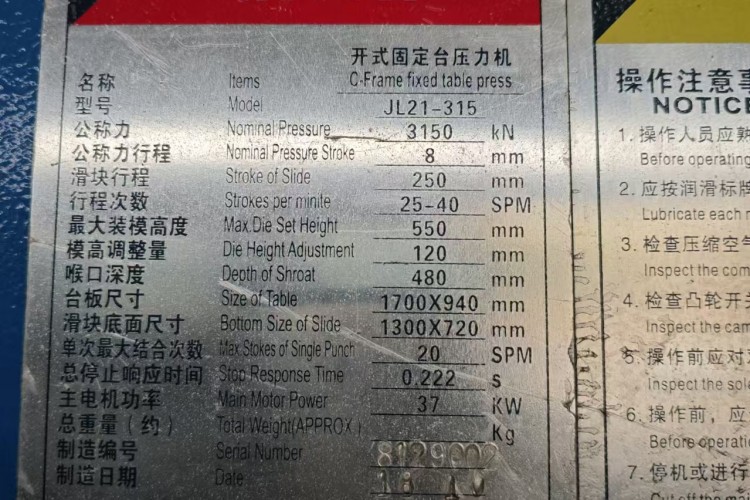 开式固定台压力机
名称 Items C-Frame fixed table press
型号 Model JL21-315
公称力 Nominal Pressure 3150 kN
公称力行程 Nominal Pressure Stroke 8 mm
滑块行程 Stroke of Slide 250 mm
行程次数 Strokes per minite 25-40 SPM
最大装模高度 Max.Die Set Height 550 mm
模高调整量 Die Height Adjustment 120 mm
喉口深度 Depth of Shroat 480 mm
台板尺寸 Size of Table 1700X940 mm
滑块底面尺寸 Bottom Size of Slide 1300X720 mm
单次最大结合次数 Max Stokes of Single Punch 20 SPM
总停止响应时间 Stop Response Time 0.222 s
主电机功率 Main Motor Power 37 KW
总重量(约) Total Weight(APPROX) Kg
制造编号 Serial Number 8129002
制造日期 Date
操作注意事
NOTIC
1. 操作人员应熟
Before operating
2. 应按润滑标牌
Lubricate each
3. 检查压缩空气
Inspect the com
4. 检查凸轮开关
Inspect the cam
5. 操作前应对
Inspect the sole
6. 操作前，应
Before operati
7. 停机或进行